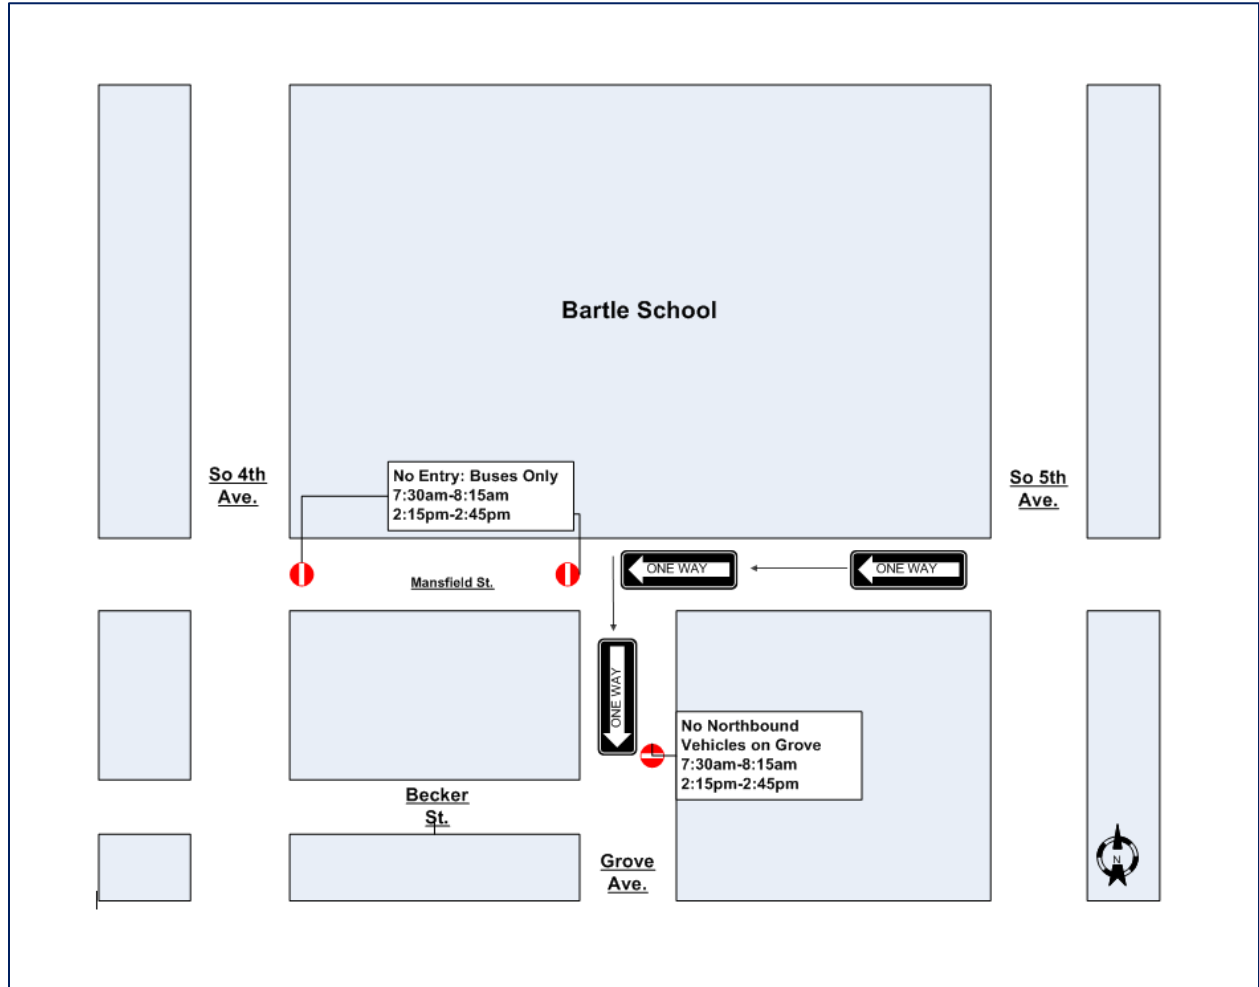 Bartle School
So 4th
Ave.
No Entry: Buses Only
7:30am-8:15am
2:15pm-2:45pm
So 5th
Ave.
Mansfield St.
ONE WAY
ONE WAY
ONE WAY
No Northbound
Vehicles on Grove
7:30am-8:15am
2:15pm-2:45pm
Becker
St.
Grove
Ave.
N